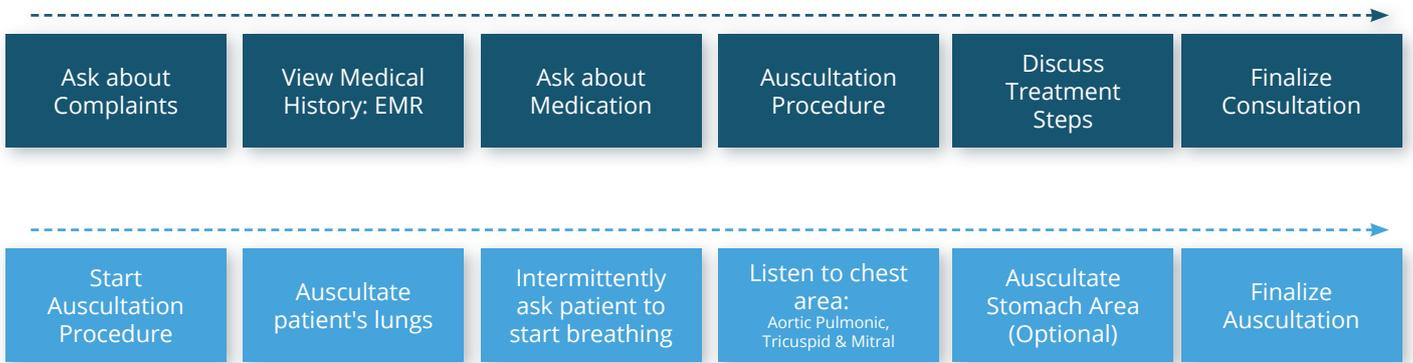 Ask about
Complaints
View Medical
History: EMR
Ask about
Medication
Auscultation
Procedure
Discuss
Treatment
Steps
Finalize
Consultation
Start
Auscultation
Procedure
Auscultate
patient's lungs
Intermittently
ask patient to
start breathing
Listen to chest
area:
Aortic Pulmonic,
Tricuspid & Mitral
Auscultate
Stomach Area
(Optional)
Finalize
Auscultation